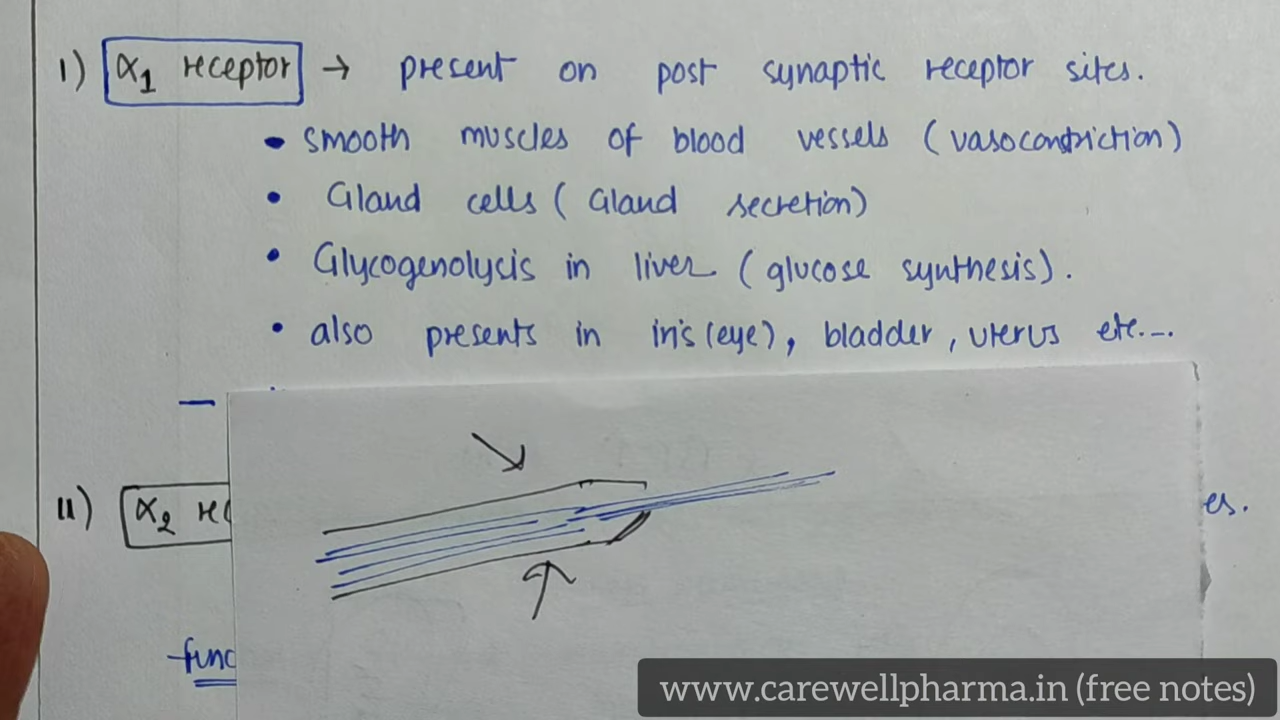 I) α₁ receptor → present on post synaptic receptor sites.
• smooth muscles of blood vessels (vasoconstriction)
• Gland cells (Gland secretion)
• Glycogenolysis in liver (glucose synthesis).
• also presents in iris (eye), bladder, uterus etc...
II) α₂ re
es.
func
www.carewellpharma.in (free notes)